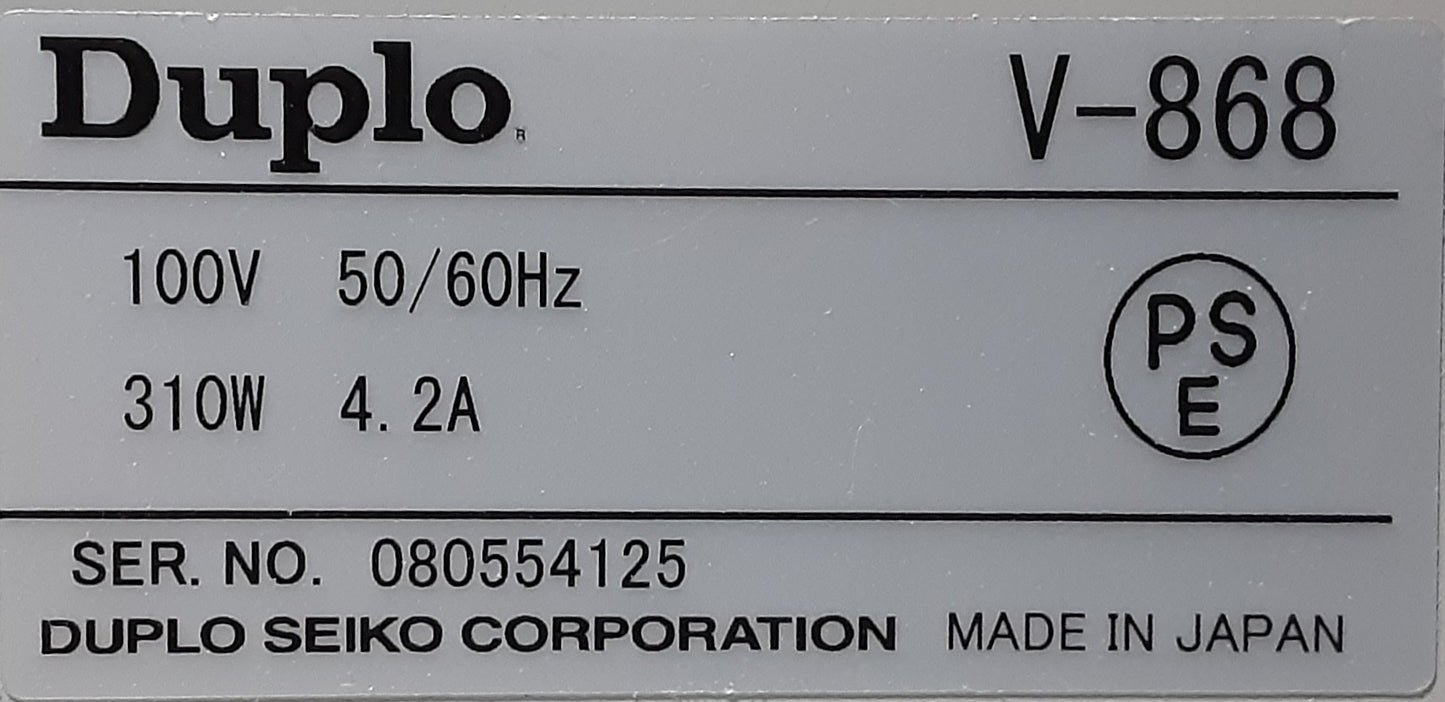 Duplo® V-868
100V 50/60Hz
PS
E
310W 4.2A
SER. NO. 080554125
DUPLO SEIKO CORPORATION MADE IN JAPAN